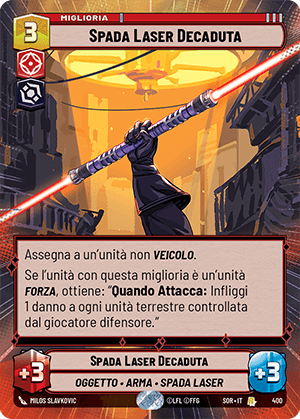 MIGLIORIA
3
SPADA LASER DECADUTA
Assegna a un'unità non VEICOLO.
Se l'unità con questa miglioria è un'unità
FORZA, ottiene: "Quando Attacca: Infliggi
1 danno a ogni unità terrestre controllata
dal giocatore difensore."
+3
SPADA LASER DECADUTA
+3
OGGETTO • ARMA • SPADA LASER
MILOS SLAVKOVIC
©LFL ©FFG
SOR • IT
400